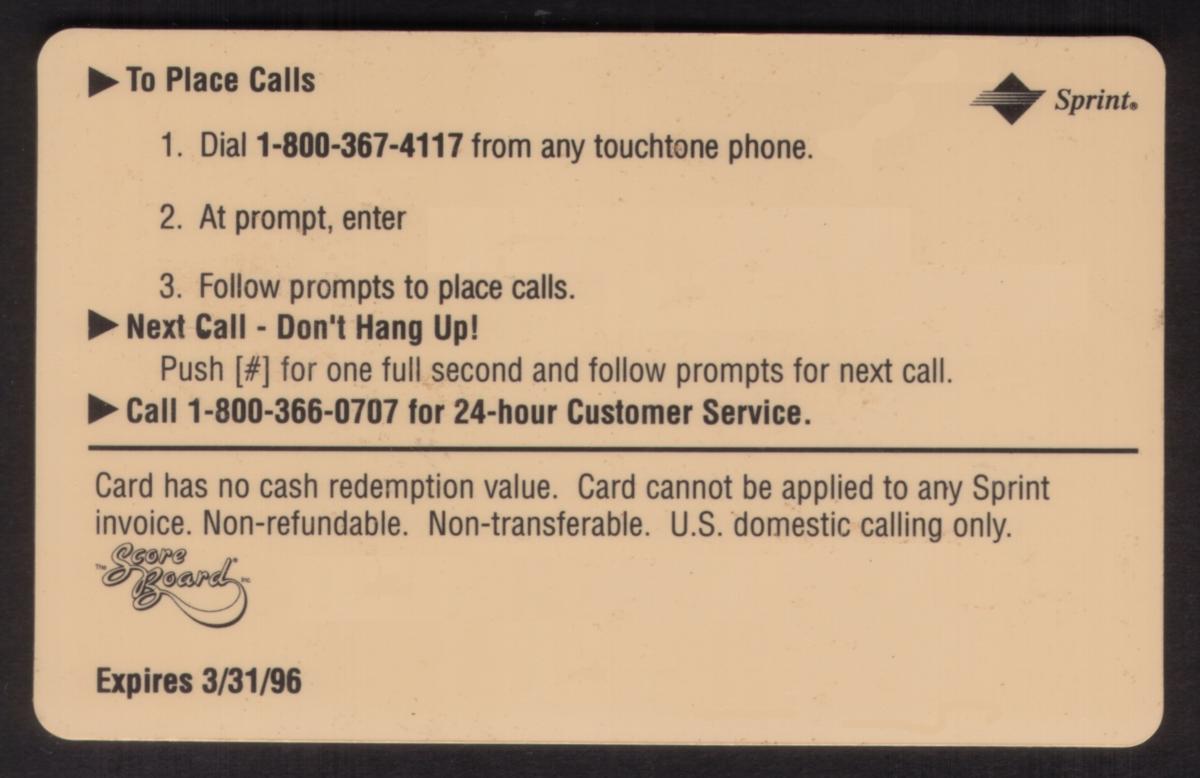 ▶ To Place Calls
Sprint®
1. Dial 1-800-367-4117 from any touchtone phone.
2. At prompt, enter
3. Follow prompts to place calls.
▶ Next Call - Don't Hang Up!
Push [#] for one full second and follow prompts for next call.
▶ Call 1-800-366-0707 for 24-hour Customer Service.
Card has no cash redemption value. Card cannot be applied to any Sprint
invoice. Non-refundable. Non-transferable. U.S. domestic calling only.
The Score
Board® Inc.
Expires 3/31/96